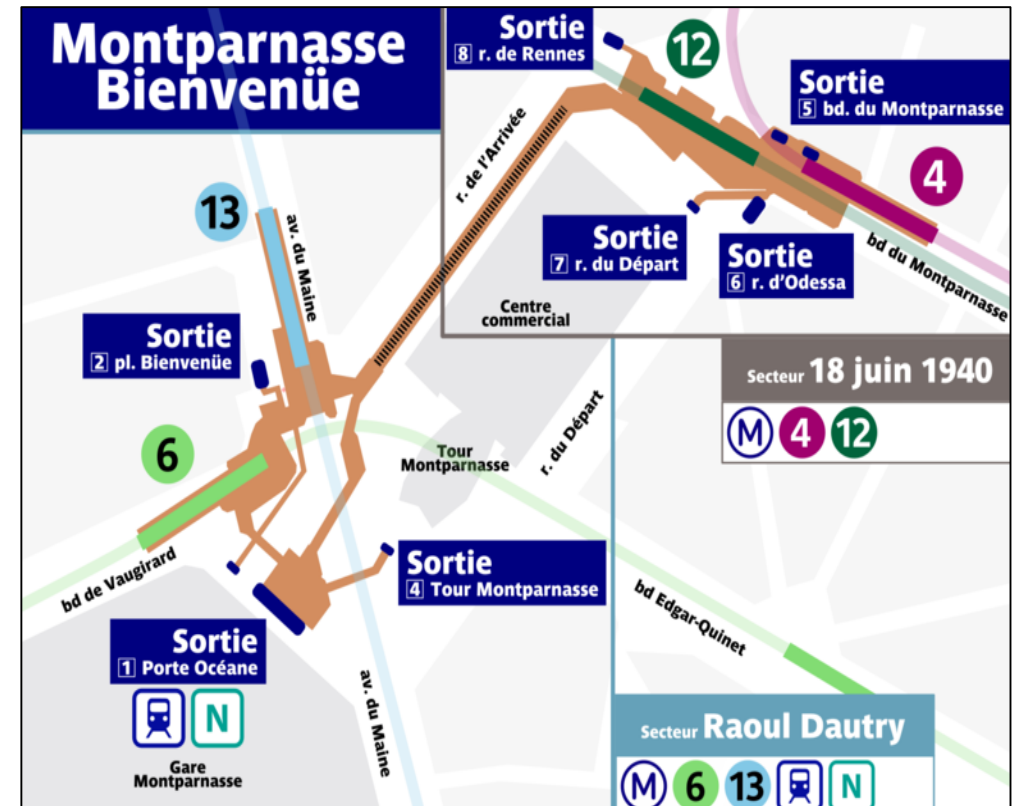 Montparnasse
Bienvenüe
Sortie
8 r. de Rennes
12
Sortie
5 bd. du Montparnasse
4
r. de l'Arrivée
13
av. du Maine
Sortie
7 r. du Départ
Sortie
6 r. d'Odessa
bd du Montparnasse
Centre
commercial
Sortie
2 pl. Bienvenüe
Secteur 18 juin 1940
M 4 12
6
Tour
Montparnasse
r. du Départ
bd de Vaugirard
Sortie
4 Tour Montparnasse
bd Edgar-Quinet
Sortie
1 Porte Océane
N
Gare
Montparnasse
av. du Maine
Secteur Raoul Dautry
M 6 13 N